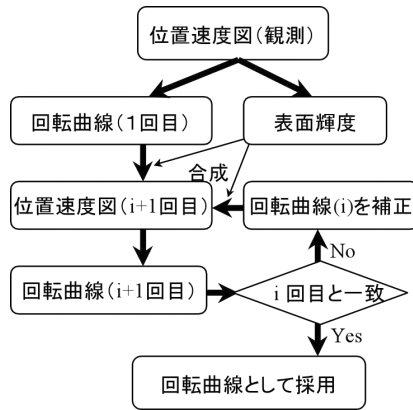 位置速度図(観測)
回転曲線(1回目)
表面輝度
合成
位置速度図(i+1回目)
回転曲線(i)を補正
No
回転曲線(i+1回目)
i 回目と一致
Yes
回転曲線として採用